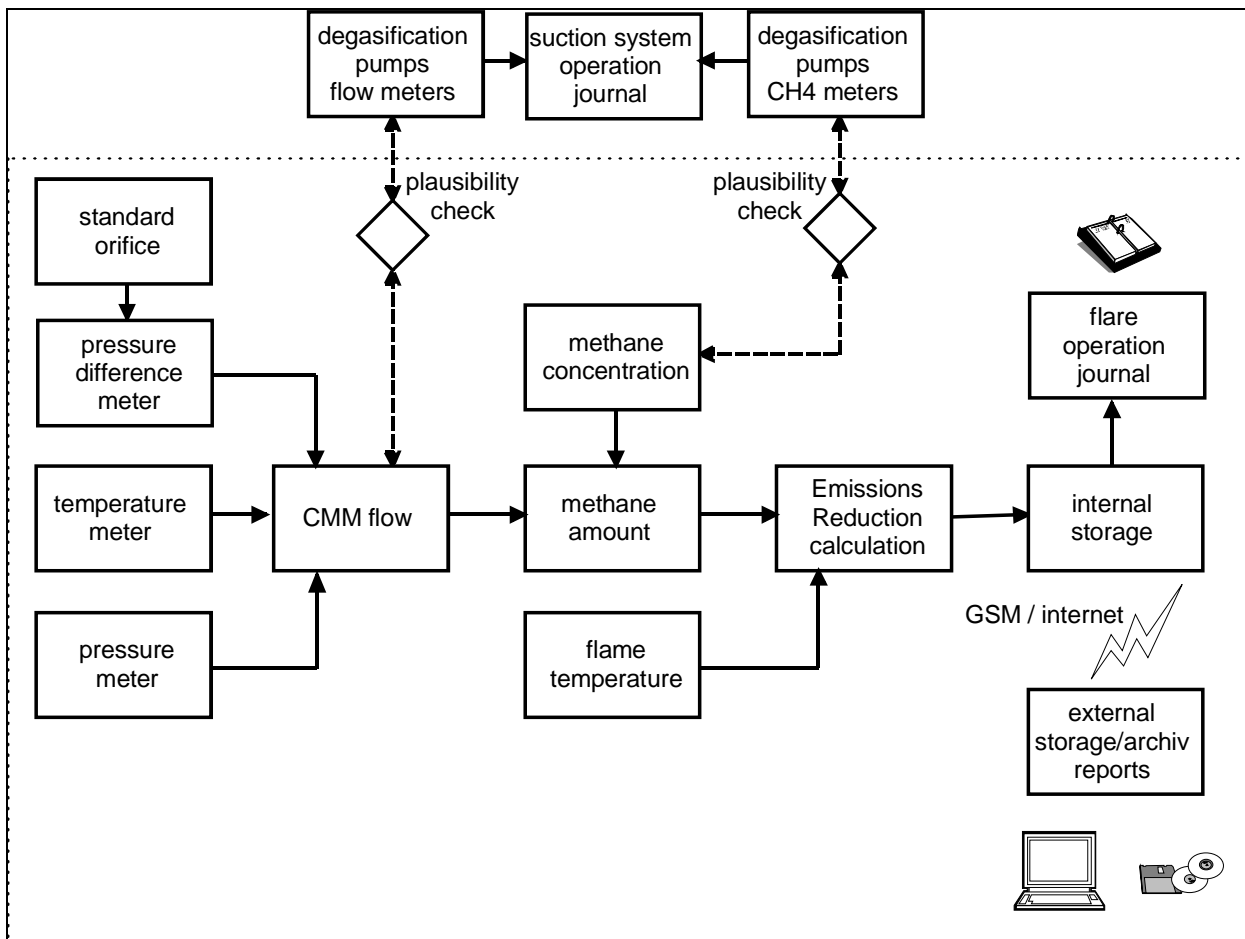 degasification
pumps
flow meters
suction system
operation
journal
degasification
pumps
CH4 meters
plausibility
check
plausibility
check
standard
orifice
pressure
difference
meter
methane
concentration
flare
operation
journal
temperature
meter
CMM flow
methane
amount
Emissions
Reduction
calculation
internal
storage
pressure
meter
flame
temperature
GSM / internet
external
storage/archiv
reports